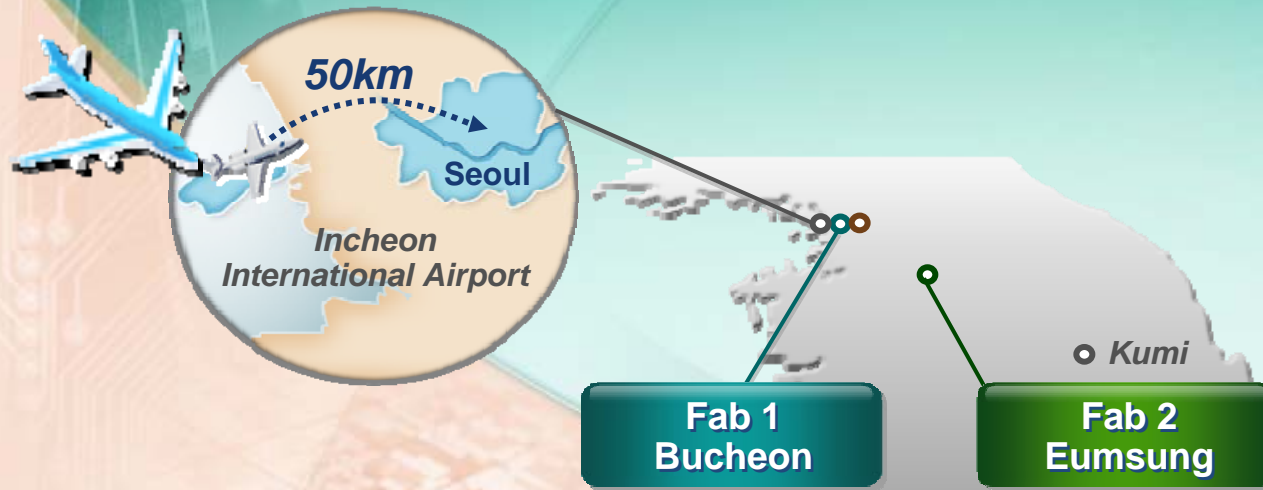 50km
Seoul
Incheon
International Airport
Kumi
Fab 1
Bucheon
Fab 2
Eumsung